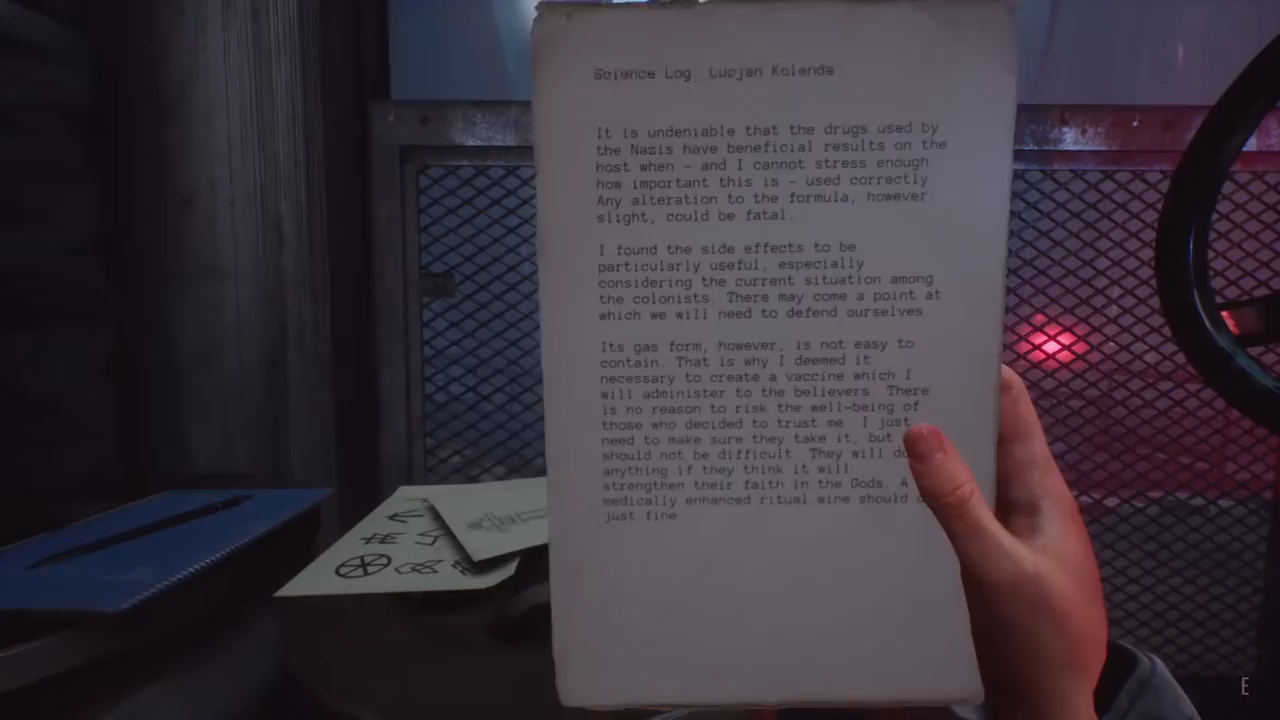 Science Log Lucjan Kolenda
It is undeniable that the drugs used by
the Nazis have beneficial results on the
host when - and I cannot stress enough
how important this is - used correctly
Any alteration to the formula, however
slight, could be fatal.
I found the side effects to be
particularly useful, especially
considering the current situation among
the colonists. There may come a point at
which we will need to defend ourselves.
Its gas form, however, is not easy to
contain. That is why I deemed it
necessary to create a vaccine which I
will administer to the believers. There
is no reason to risk the well-being of
those who decided to trust me. I just
need to make sure they take it, but
should not be difficult. They will do
anything if they think it will
strengthen their faith in the Gods. A
medically enhanced ritual wine should
just fine.
E